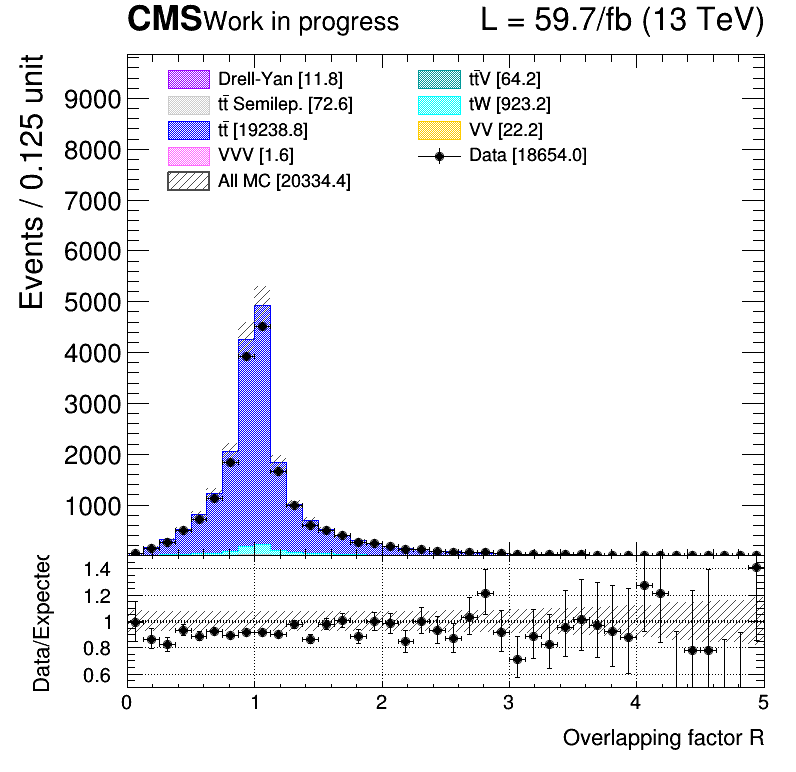 CMS Work in progress L = 59.7/fb (13 TeV)
Drell-Yan [11.8]
tt̄ Semilep. [72.6]
tt̄ [19238.8]
VVV [1.6]
All MC [20334.4]
tt̄V [64.2]
tW [923.2]
VV [22.2]
Data [18654.0]
Events / 0.125 unit
9000
8000
7000
6000
5000
4000
3000
2000
1000
Data/Expected
1.4
1.2
1
0.8
0.6
0 1 2 3 4 5
Overlapping factor R